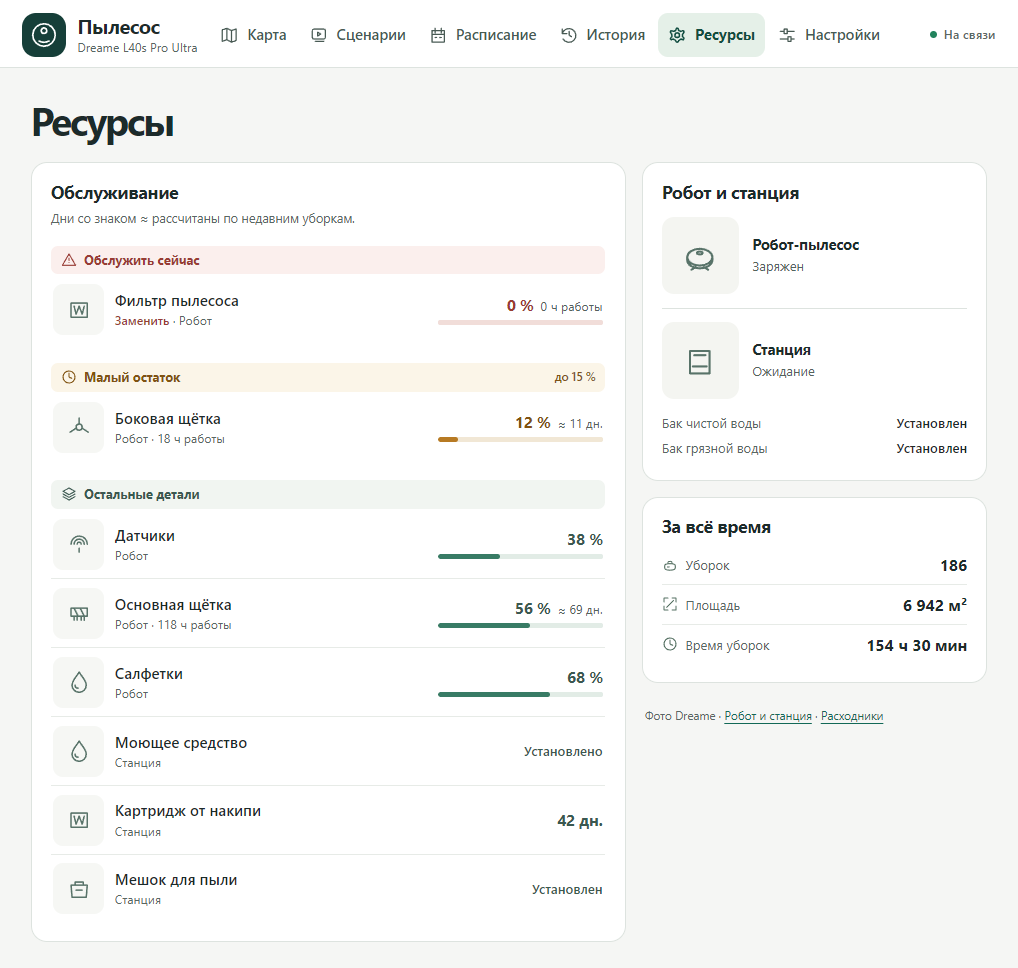 Пылесос
Dreame L40s Pro Ultra
Карта
Сценарии
Расписание
История
Ресурсы
Настройки
На связи
Ресурсы
Обслуживание
Дни со знаком ≈ рассчитаны по недавним уборкам.
Обслужить сейчас
Фильтр пылесоса
Заменить · Робот
0 % 0 ч работы
Малый остаток
до 15 %
Боковая щётка
Робот · 18 ч работы
12 % ≈ 11 дн.
Остальные детали
Датчики
Робот
38 %
Основная щётка
Робот · 118 ч работы
56 % ≈ 69 дн.
Салфетки
Робот
68 %
Моющее средство
Станция
Установлено
W
Картридж от накипи
Станция
42 дн.
Мешок для пыли
Станция
Установлен
Робот и станция
Робот-пылесос
Заряжен
Станция
Ожидание
Бак чистой воды
Установлен
Бак грязной воды
Установлен
За всё время
Уборок
186
Площадь
6 942 м²
Время уборок
154 ч 30 мин
Фото Dreame · Робот и станция · Расходники